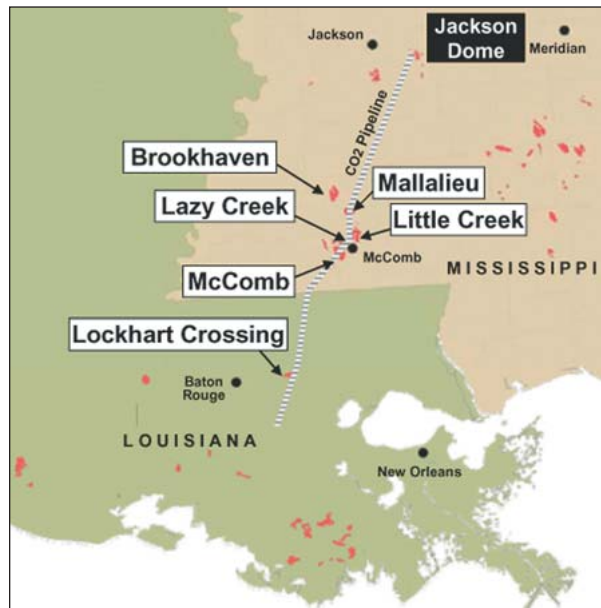 Jackson
Jackson
Dome
Meridian
CO2 Pipeline
Brookhaven
Mallalieu
Lazy Creek
Little Creek
McComb
MISSISSIPPI
McComb
Lockhart Crossing
Baton
Rouge
LOUISIANA
New Orleans